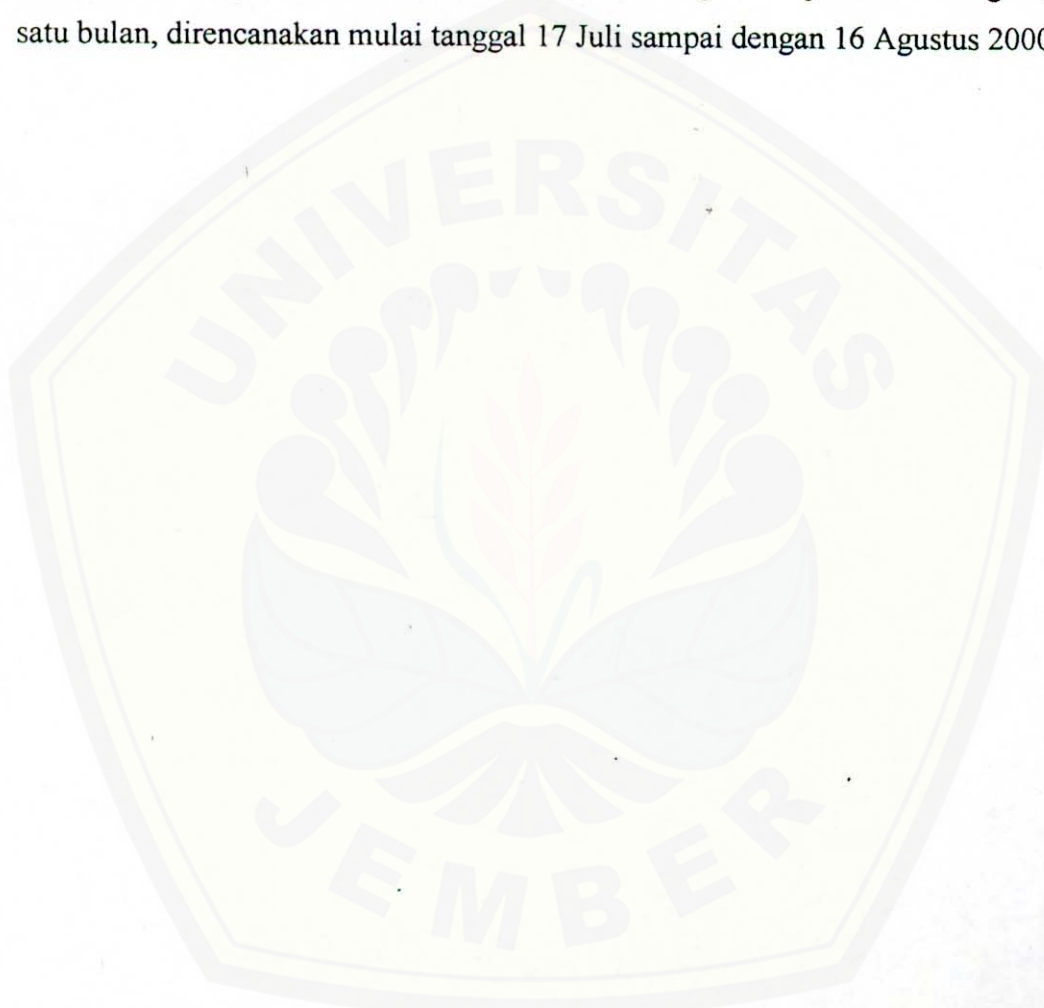 satu bulan, direncanakan mulai tanggal 17 Juli sampai dengan 16 Agustus 2000
UNIVERSITAS
JEMBER